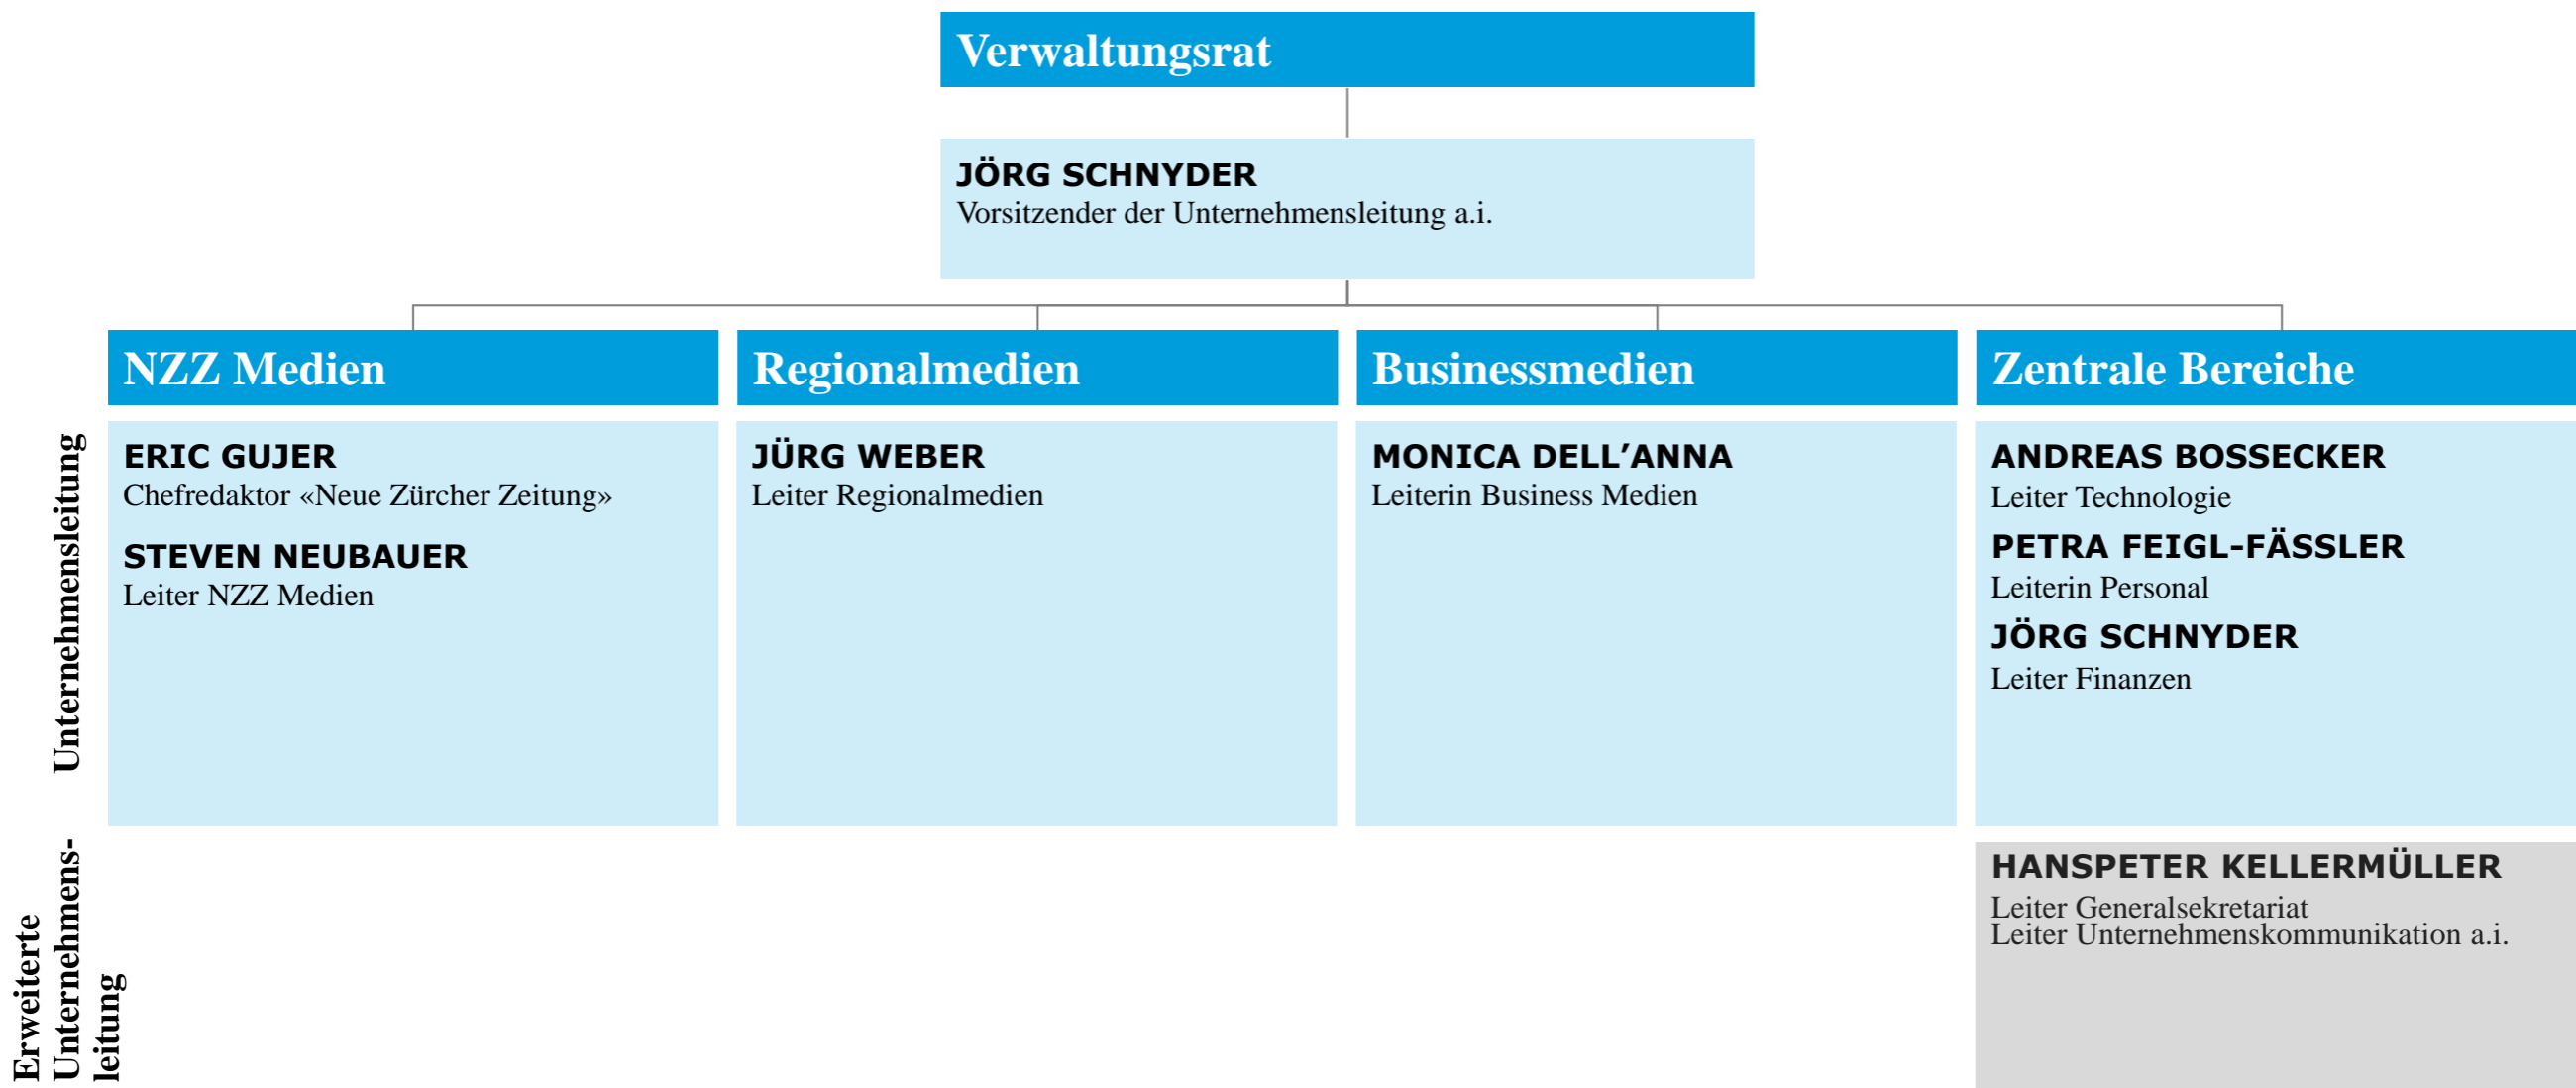 Verwaltungsrat
JÖRG SCHNYDER
Vorsitzender der Unternehmensleitung a.i.
NZZ Medien
Regionalmedien
Businessmedien
Zentrale Bereiche
Unternehmensleitung
ERIC GUJER
Chefredaktor «Neue Zürcher Zeitung»
STEVEN NEUBAUER
Leiter NZZ Medien
JÜRG WEBER
Leiter Regionalmedien
MONICA DELL’ANNA
Leiterin Business Medien
ANDREAS BOSSECKER
Leiter Technologie
PETRA FEIGL-FÄSSLER
Leiterin Personal
JÖRG SCHNYDER
Leiter Finanzen
Erweiterte
Unternehmens-
leitung
HANSPETER KELLERMÜLLER
Leiter Generalsekretariat
Leiter Unternehmenskommunikation a.i.